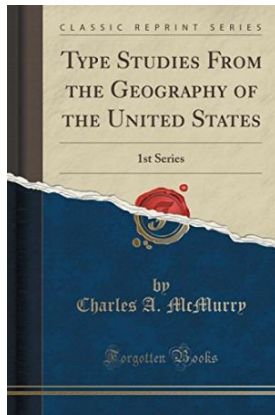 CLASSIC REPRINT SERIES
TYPE STUDIES FROM
THE GEOGRAPHY OF
THE UNITED STATES
1st Series
by
Charles A. McMurry
Forgotten Books